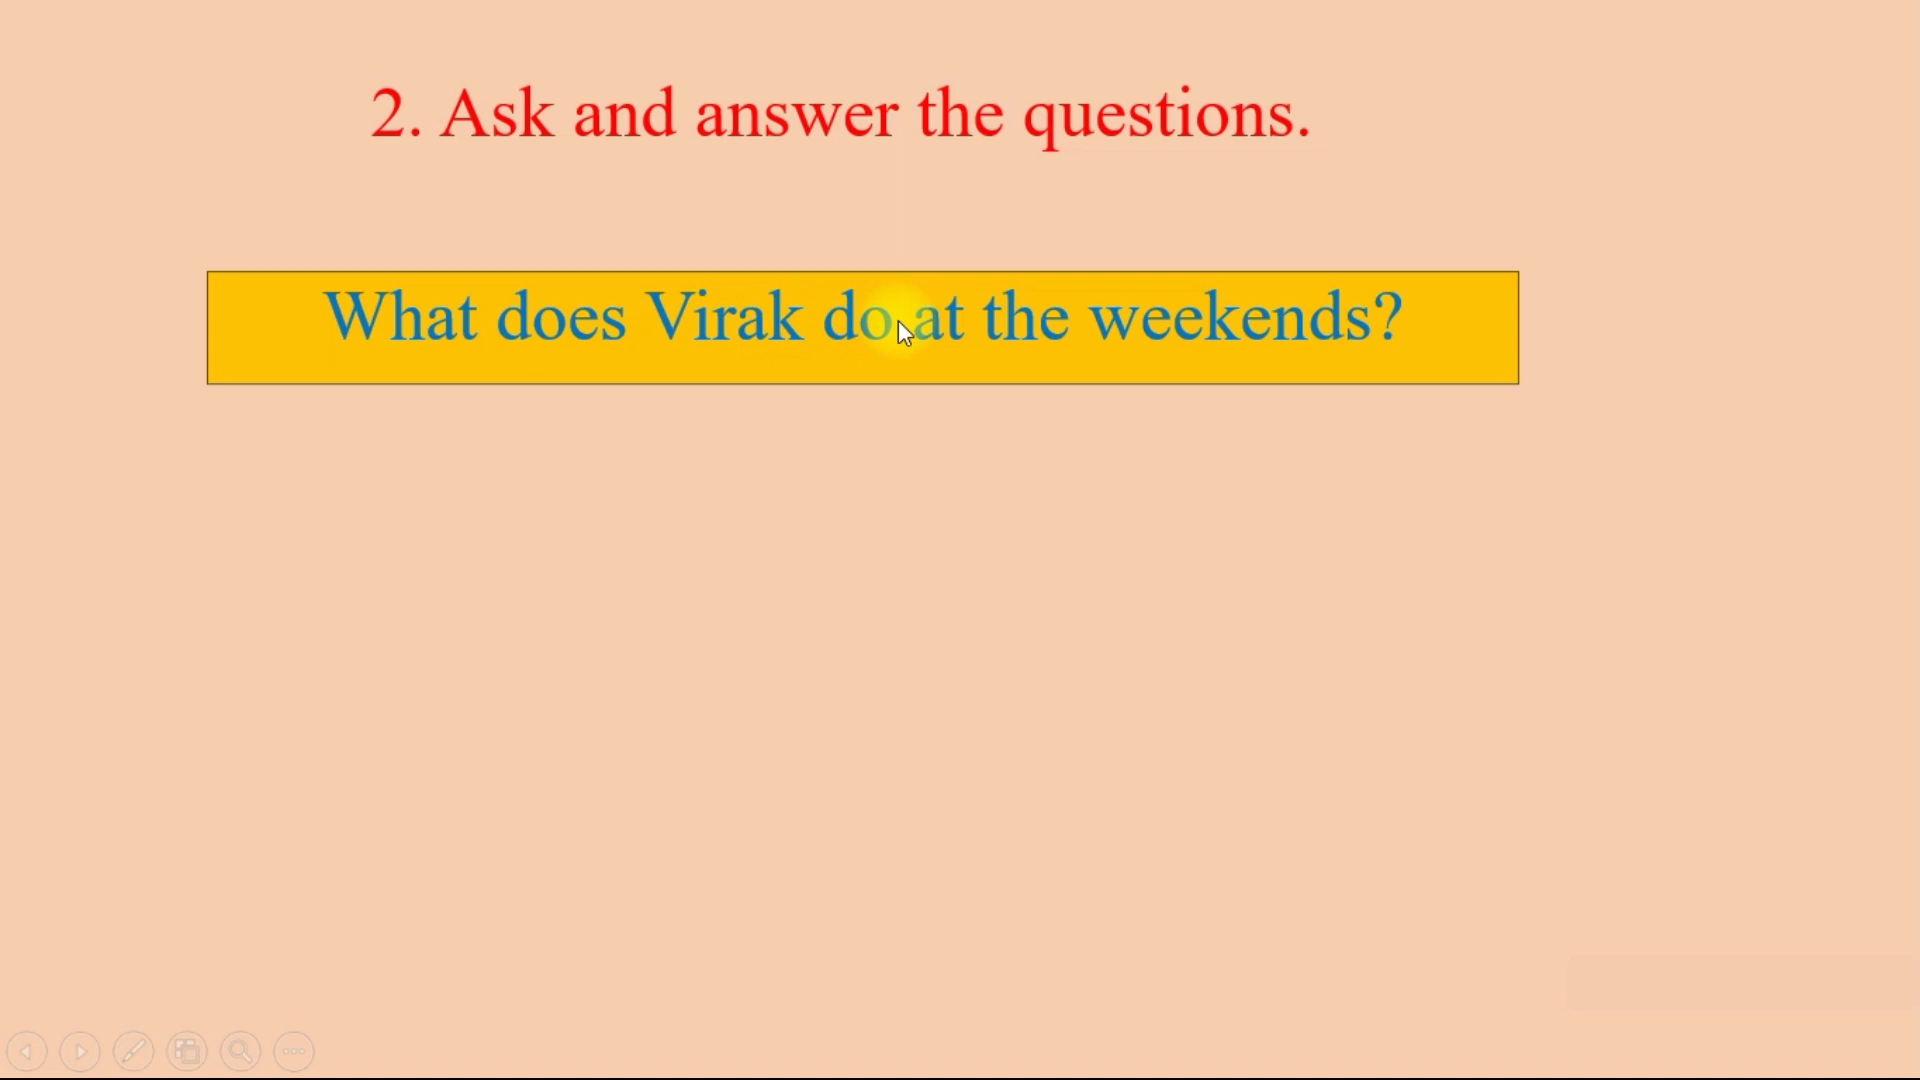 2. Ask and answer the questions.
What does Virak do at the weekends?